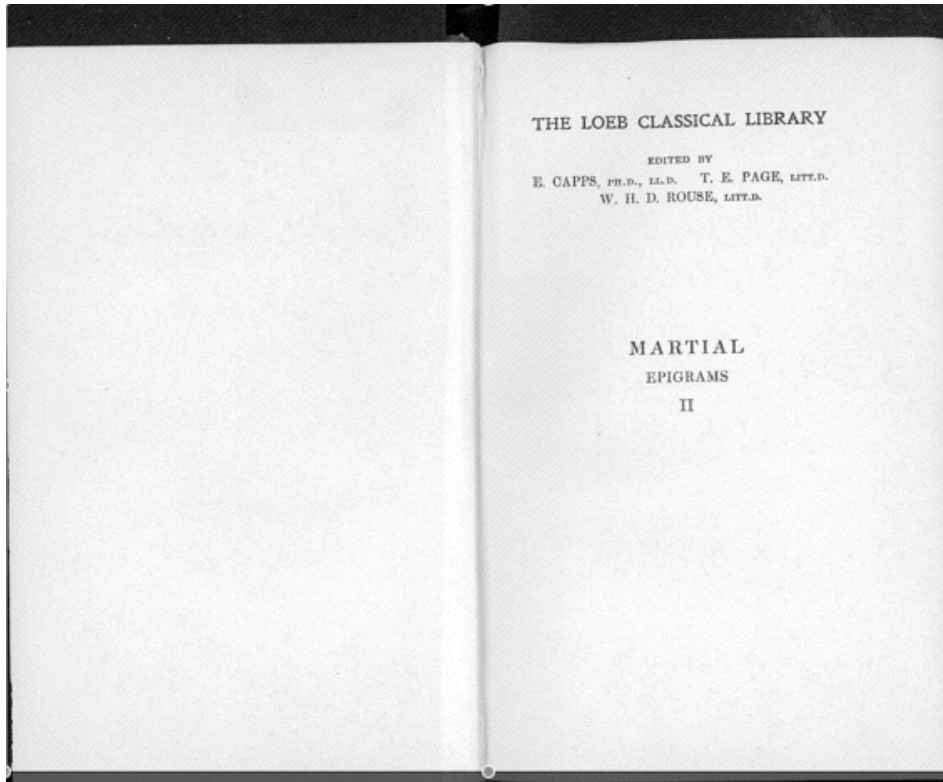 THE LOEB CLASSICAL LIBRARY
EDITED BY
E. CAPPS, PH.D., LL.D. T. E. PAGE, LITT.D.
W. H. D. ROUSE, LITT.D.
MARTIAL
EPIGRAMS
II